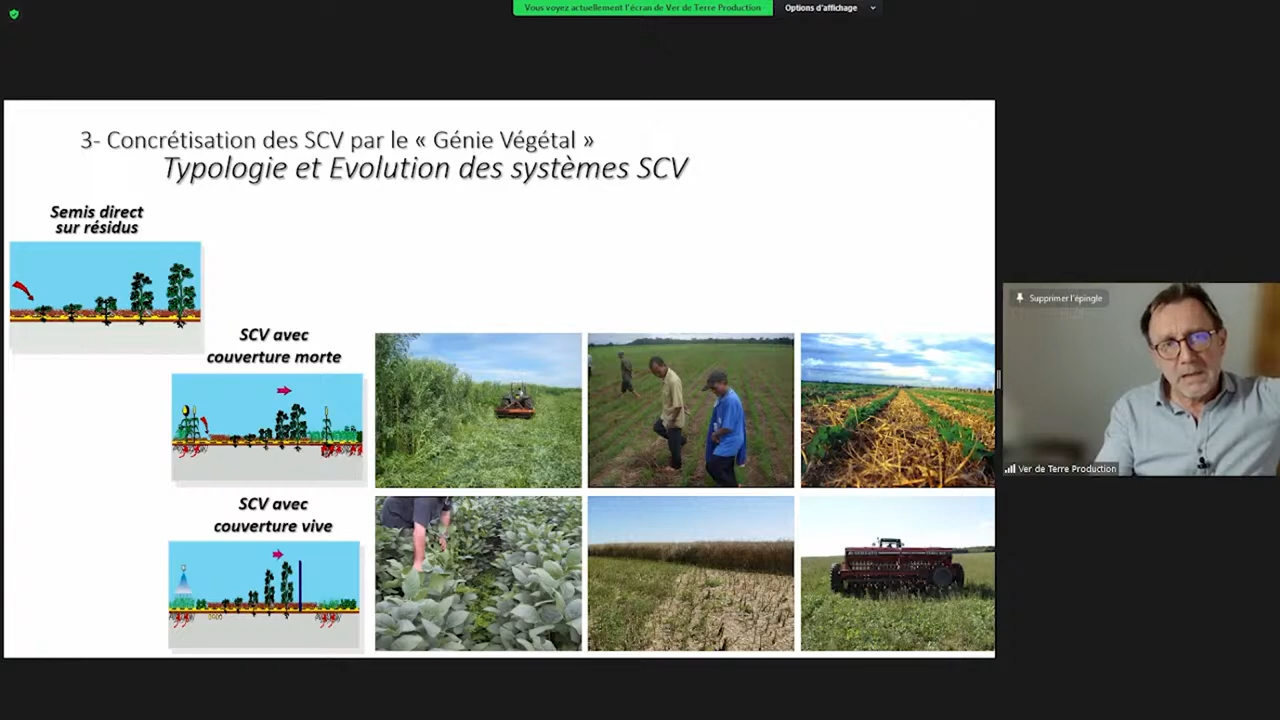 Vous voyez actuellement l'écran de Ver de Terre Production
Options d'affichage
3- Concrétisation des SCV par le « Génie Végétal »
Typologie et Evolution des systèmes SCV
Semis direct
sur résidus
SCV avec
couverture morte
SCV avec
couverture vive
Supprimer l'épingle
Ver de Terre Production